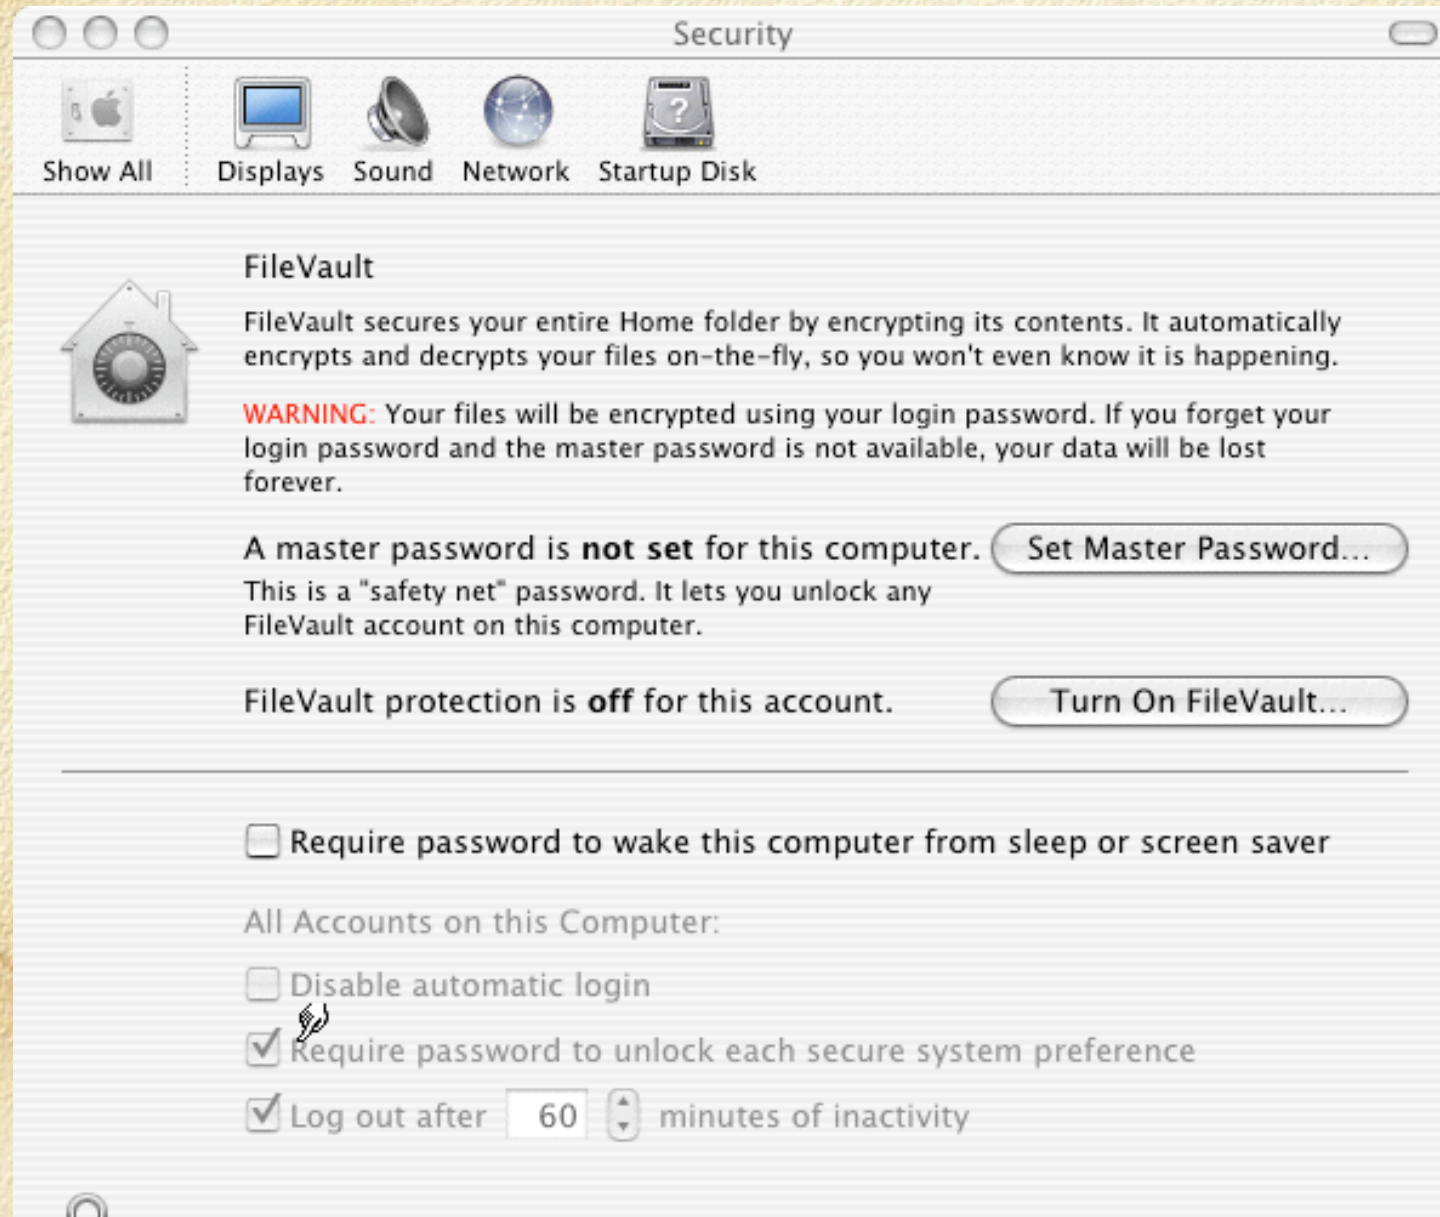 Security
Show All Displays Sound Network Startup Disk
FileVault
FileVault secures your entire Home folder by encrypting its contents. It automatically
encrypts and decrypts your files on-the-fly, so you won't even know it is happening.
WARNING: Your files will be encrypted using your login password. If you forget your
login password and the master password is not available, your data will be lost
forever.
A master password is not set for this computer. Set Master Password...
This is a "safety net" password. It lets you unlock any
FileVault account on this computer.
FileVault protection is off for this account. Turn On FileVault...
Require password to wake this computer from sleep or screen saver
All Accounts on this Computer:
Disable automatic login
Require password to unlock each secure system preference
Log out after 60 minutes of inactivity